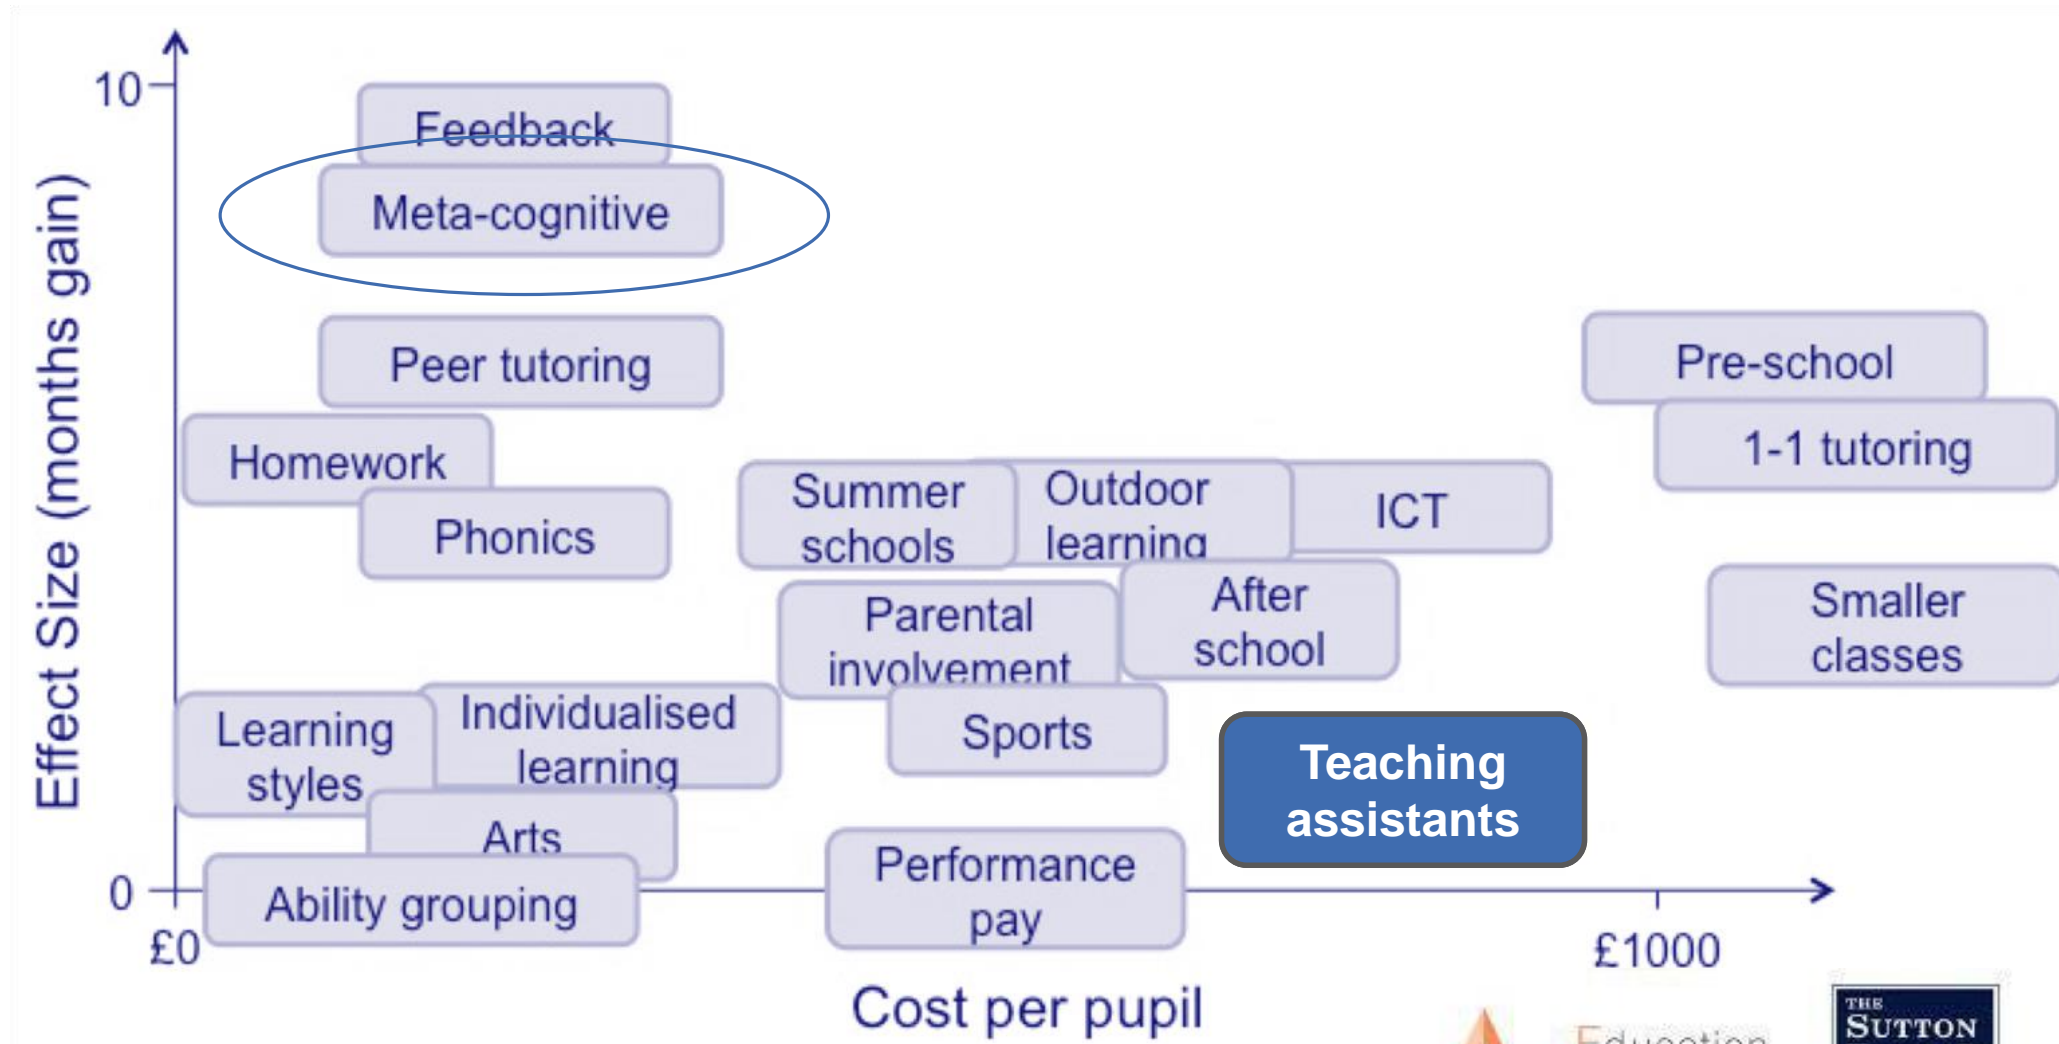 10
Feedback
Meta-cognitive
Effect Size (months gain)
Peer tutoring
Pre-school
Homework
1-1 tutoring
Phonics
Summer
schools
Outdoor
learning
ICT
Parental
involvement
After
school
Smaller
classes
Learning
styles
Individualised
learning
Sports
Teaching
assistants
Arts
Performance
pay
Ability grouping
0
£0
£1000
Cost per pupil
Education
THE
SUTTON